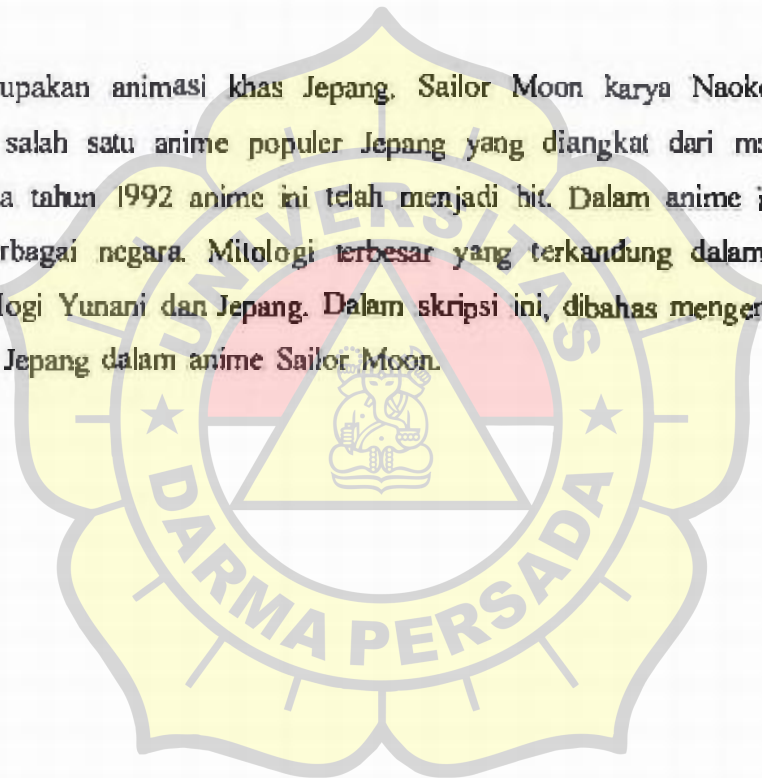 upakan animasi khas Jepang. Sailor Moon karya Naok
salah satu anime populer Jepang yang diangkat dari m
a tahun 1992 anime ini telah menjadi hit. Dalam anime i
rbagai negara. Mitologi terbesar yang terkandung dalam
logi Yunani dan Jepang. Dalam skripsi ini, dibahas menge
Jepang dalam anime Sailor Moon.
UNIVERSITAS
DARMA PERSADA